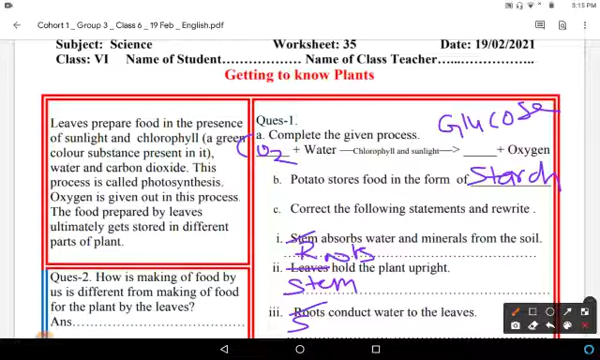 5:15 PM
Cohort 1 _ Group 3 _ Class 6 _ 19 Feb _ English.pdf
Subject: Science Worksheet: 35 Date: 19/02/2021
Class: VI Name of Student……………… Name of Class Teacher…..…………….
Getting to know Plants
Leaves prepare food in the presence
of sunlight and chlorophyll (a green
colour substance present in it),
water and carbon dioxide. This
process is called photosynthesis.
Oxygen is given out in this process.
The food prepared by leaves
ultimately gets stored in different
parts of plant.
Ques-2. How is making of food by
us is different from making of food
for the plant by the leaves?
Ans……………………………
Ques-1.
a. Complete the given process.
Glucose
CO2 + Water —Chlorophyll and sunlight—> ____ + Oxygen
b. Potato stores food in the form of Starch
c. Correct the following statements and rewrite .
i. Stem absorbs water and minerals from the soil.
Roots
ii. Leaves hold the plant upright.
Stem
iii. Roots conduct water to the leaves.
S